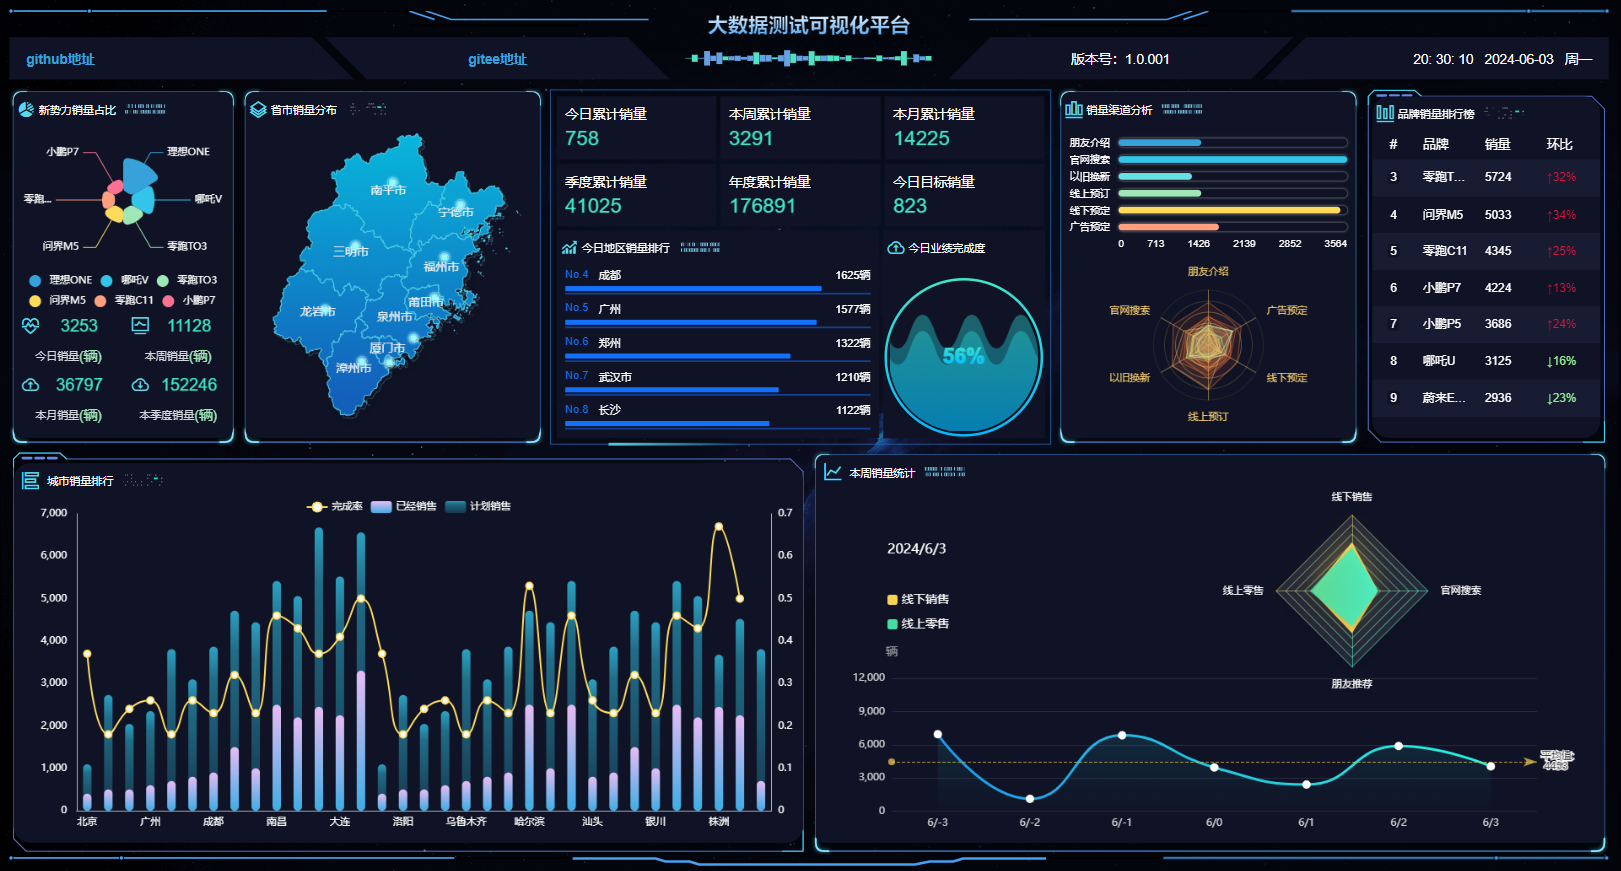 大数据测试可视化平台
github地址
gitee地址
版本号：1.0.001
20: 30: 10 2024-06-03 周一
新势力销量占比
小鹏P7
理想ONE
零跑...
哪吒V
问界M5
零跑TO3
理想ONE 哪吒V 零跑TO3
问界M5 零跑C11 小鹏P7
3253 11128
今日销量(辆) 本周销量(辆)
36797 152246
本月销量(辆) 本季度销量(辆)
省市销量分布
南平市
宁德市
三明市
福州市
莆田市
龙岩市
泉州市
厦门市
漳州市
今日累计销量 本周累计销量 本月累计销量
758 3291 14225
季度累计销量 年度累计销量 今日目标销量
41025 176891 823
今日地区销量排行
No.4 成都 1625辆
No.5 广州 1577辆
No.6 郑州 1322辆
No.7 武汉市 1210辆
No.8 长沙 1122辆
今日业绩完成度
56%
销量渠道分析
朋友介绍
官网搜索
以旧换新
线上预订
线下预定
广告预定
0 713 1426 2139 2852 3564
朋友介绍
官网搜索
广告预定
以旧换新
线下预定
线上预订
品牌销量排行榜
# 品牌 销量 环比
3 零跑T... 5724 ↑32%
4 问界M5 5033 ↑34%
5 零跑C11 4345 ↑25%
6 小鹏P7 4224 ↑13%
7 小鹏P5 3686 ↑24%
8 哪吒U 3125 ↓16%
9 蔚来E... 2936 ↓23%
城市销量排行
完成率 已经销售 计划销售
7,000 0.7
6,000 0.6
5,000 0.5
4,000 0.4
3,000 0.3
2,000 0.2
1,000 0.1
0 0
北京 广州 成都 南昌 大连 洛阳 乌鲁木齐 哈尔滨 汕头 银川 株洲
本周销量统计
2024/6/3
线下销售
线上零售
线下销售
线上零售
官网搜索
朋友推荐
辆
12,000
9,000
6,000
3,000
0
平均值:
4453
6/-3 6/-2 6/-1 6/0 6/1 6/2 6/3